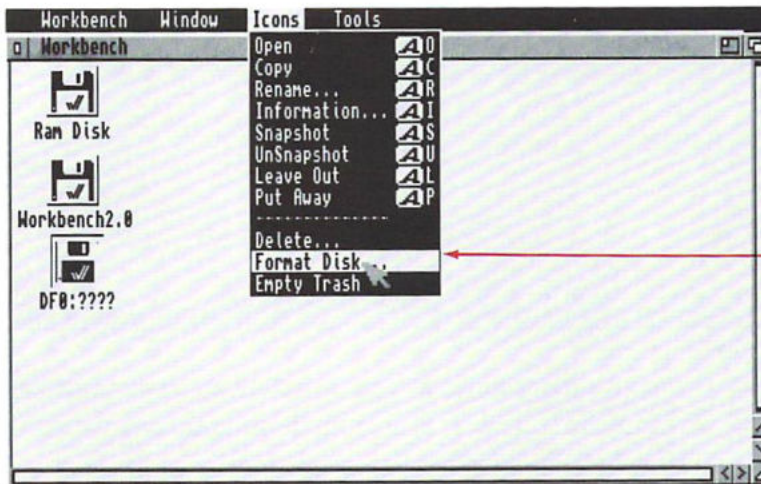 Workbench Window Icons Tools
Workbench
Open A O
Copy A C
Rename... A R
Information... A I
Snapshot A S
UnSnapshot A U
Leave Out A L
Put Away A P
---------------
Delete...
Format Disk...
Empty Trash
Ram Disk
Workbench2.0
DF0:????